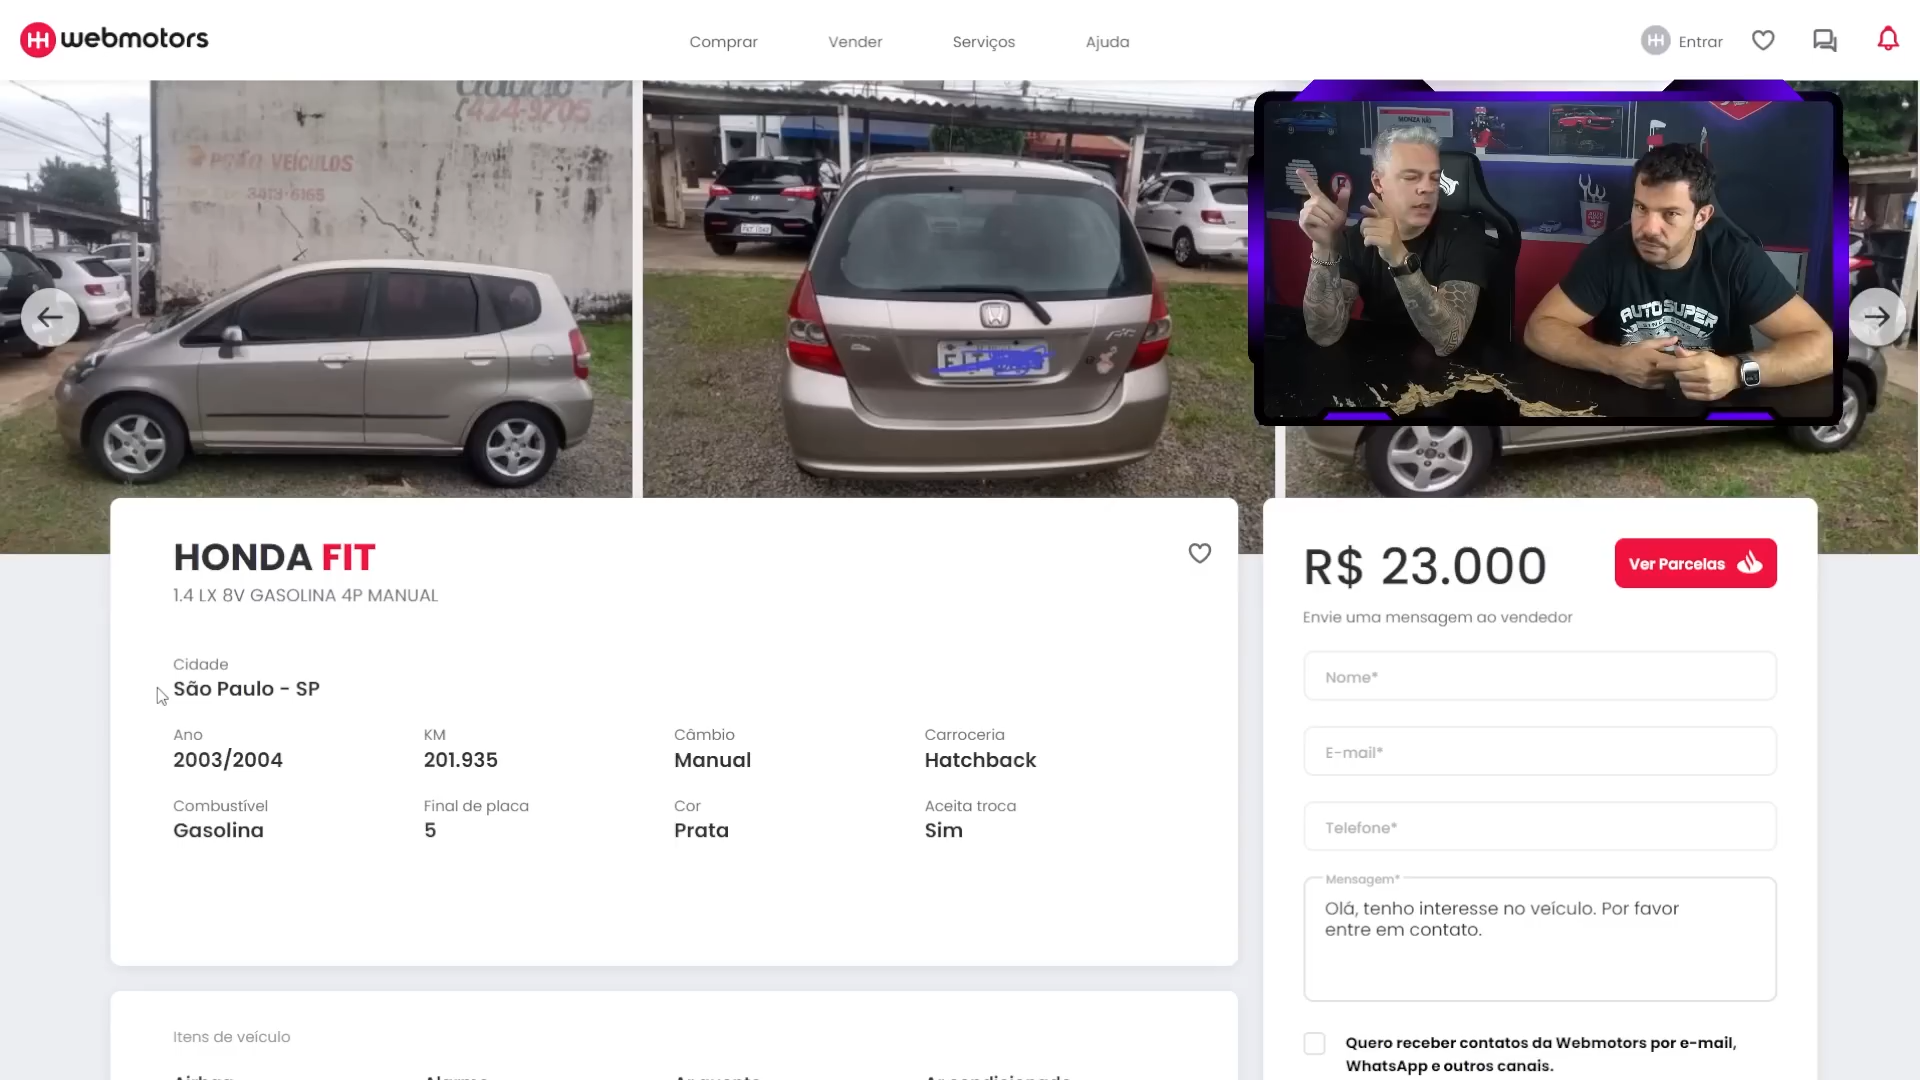 webmotors
Comprar
Vender
Serviços
Ajuda
Entrar
VEÍCULOS
MONZA NÃO
AUTOSUPER
HONDA FIT
1.4 LX 8V GASOLINA 4P MANUAL
Cidade
São Paulo - SP
Ano
2003/2004
KM
201.935
Câmbio
Manual
Carroceria
Hatchback
Combustível
Gasolina
Final de placa
5
Cor
Prata
Aceita troca
Sim
Itens de veículo
R$ 23.000
Ver Parcelas
Envie uma mensagem ao vendedor
Nome*
E-mail*
Telefone*
Mensagem*
Olá, tenho interesse no veículo. Por favor
entre em contato.
Quero receber contatos da Webmotors por e-mail,
WhatsApp e outros canais.